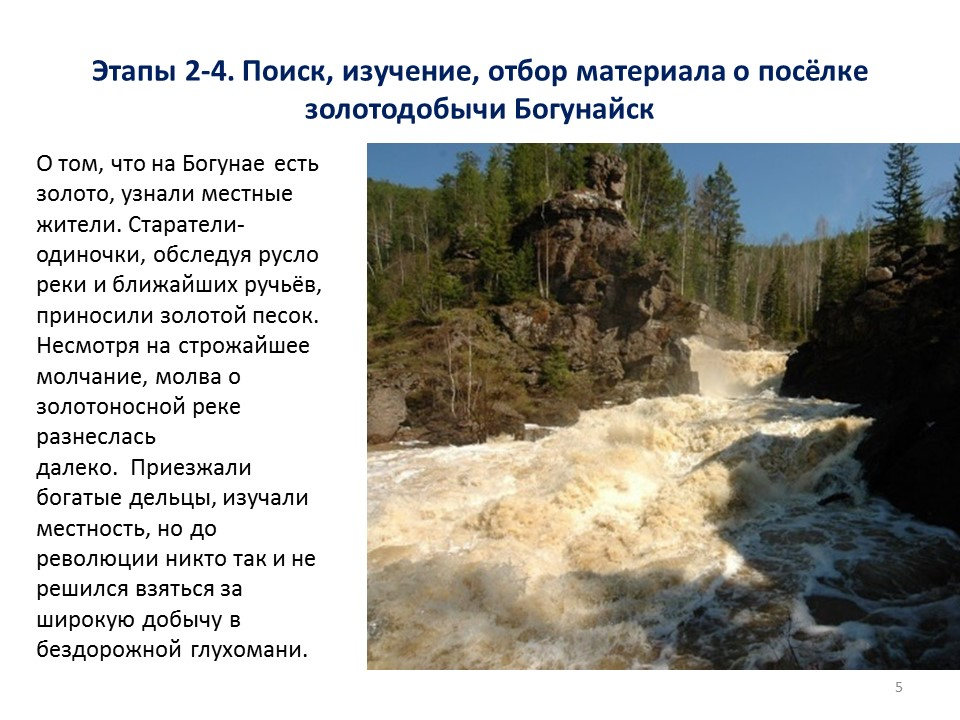 Этапы 2-4. Поиск, изучение, отбор материала о посёлке
золотодобычи Богунайск
О том, что на Богунае есть
золото, узнали местные
жители. Старатели-
одиночки, обследуя русло
реки и ближайших ручьёв,
приносили золотой песок.
Несмотря на строжайшее
молчание, молва о
золотоносной реке
разнеслась
далеко.  Приезжали
богатые дельцы, изучали
местность, но до
революции никто так и не
решился взяться за
широкую добычу в
бездорожной глухомани.
5